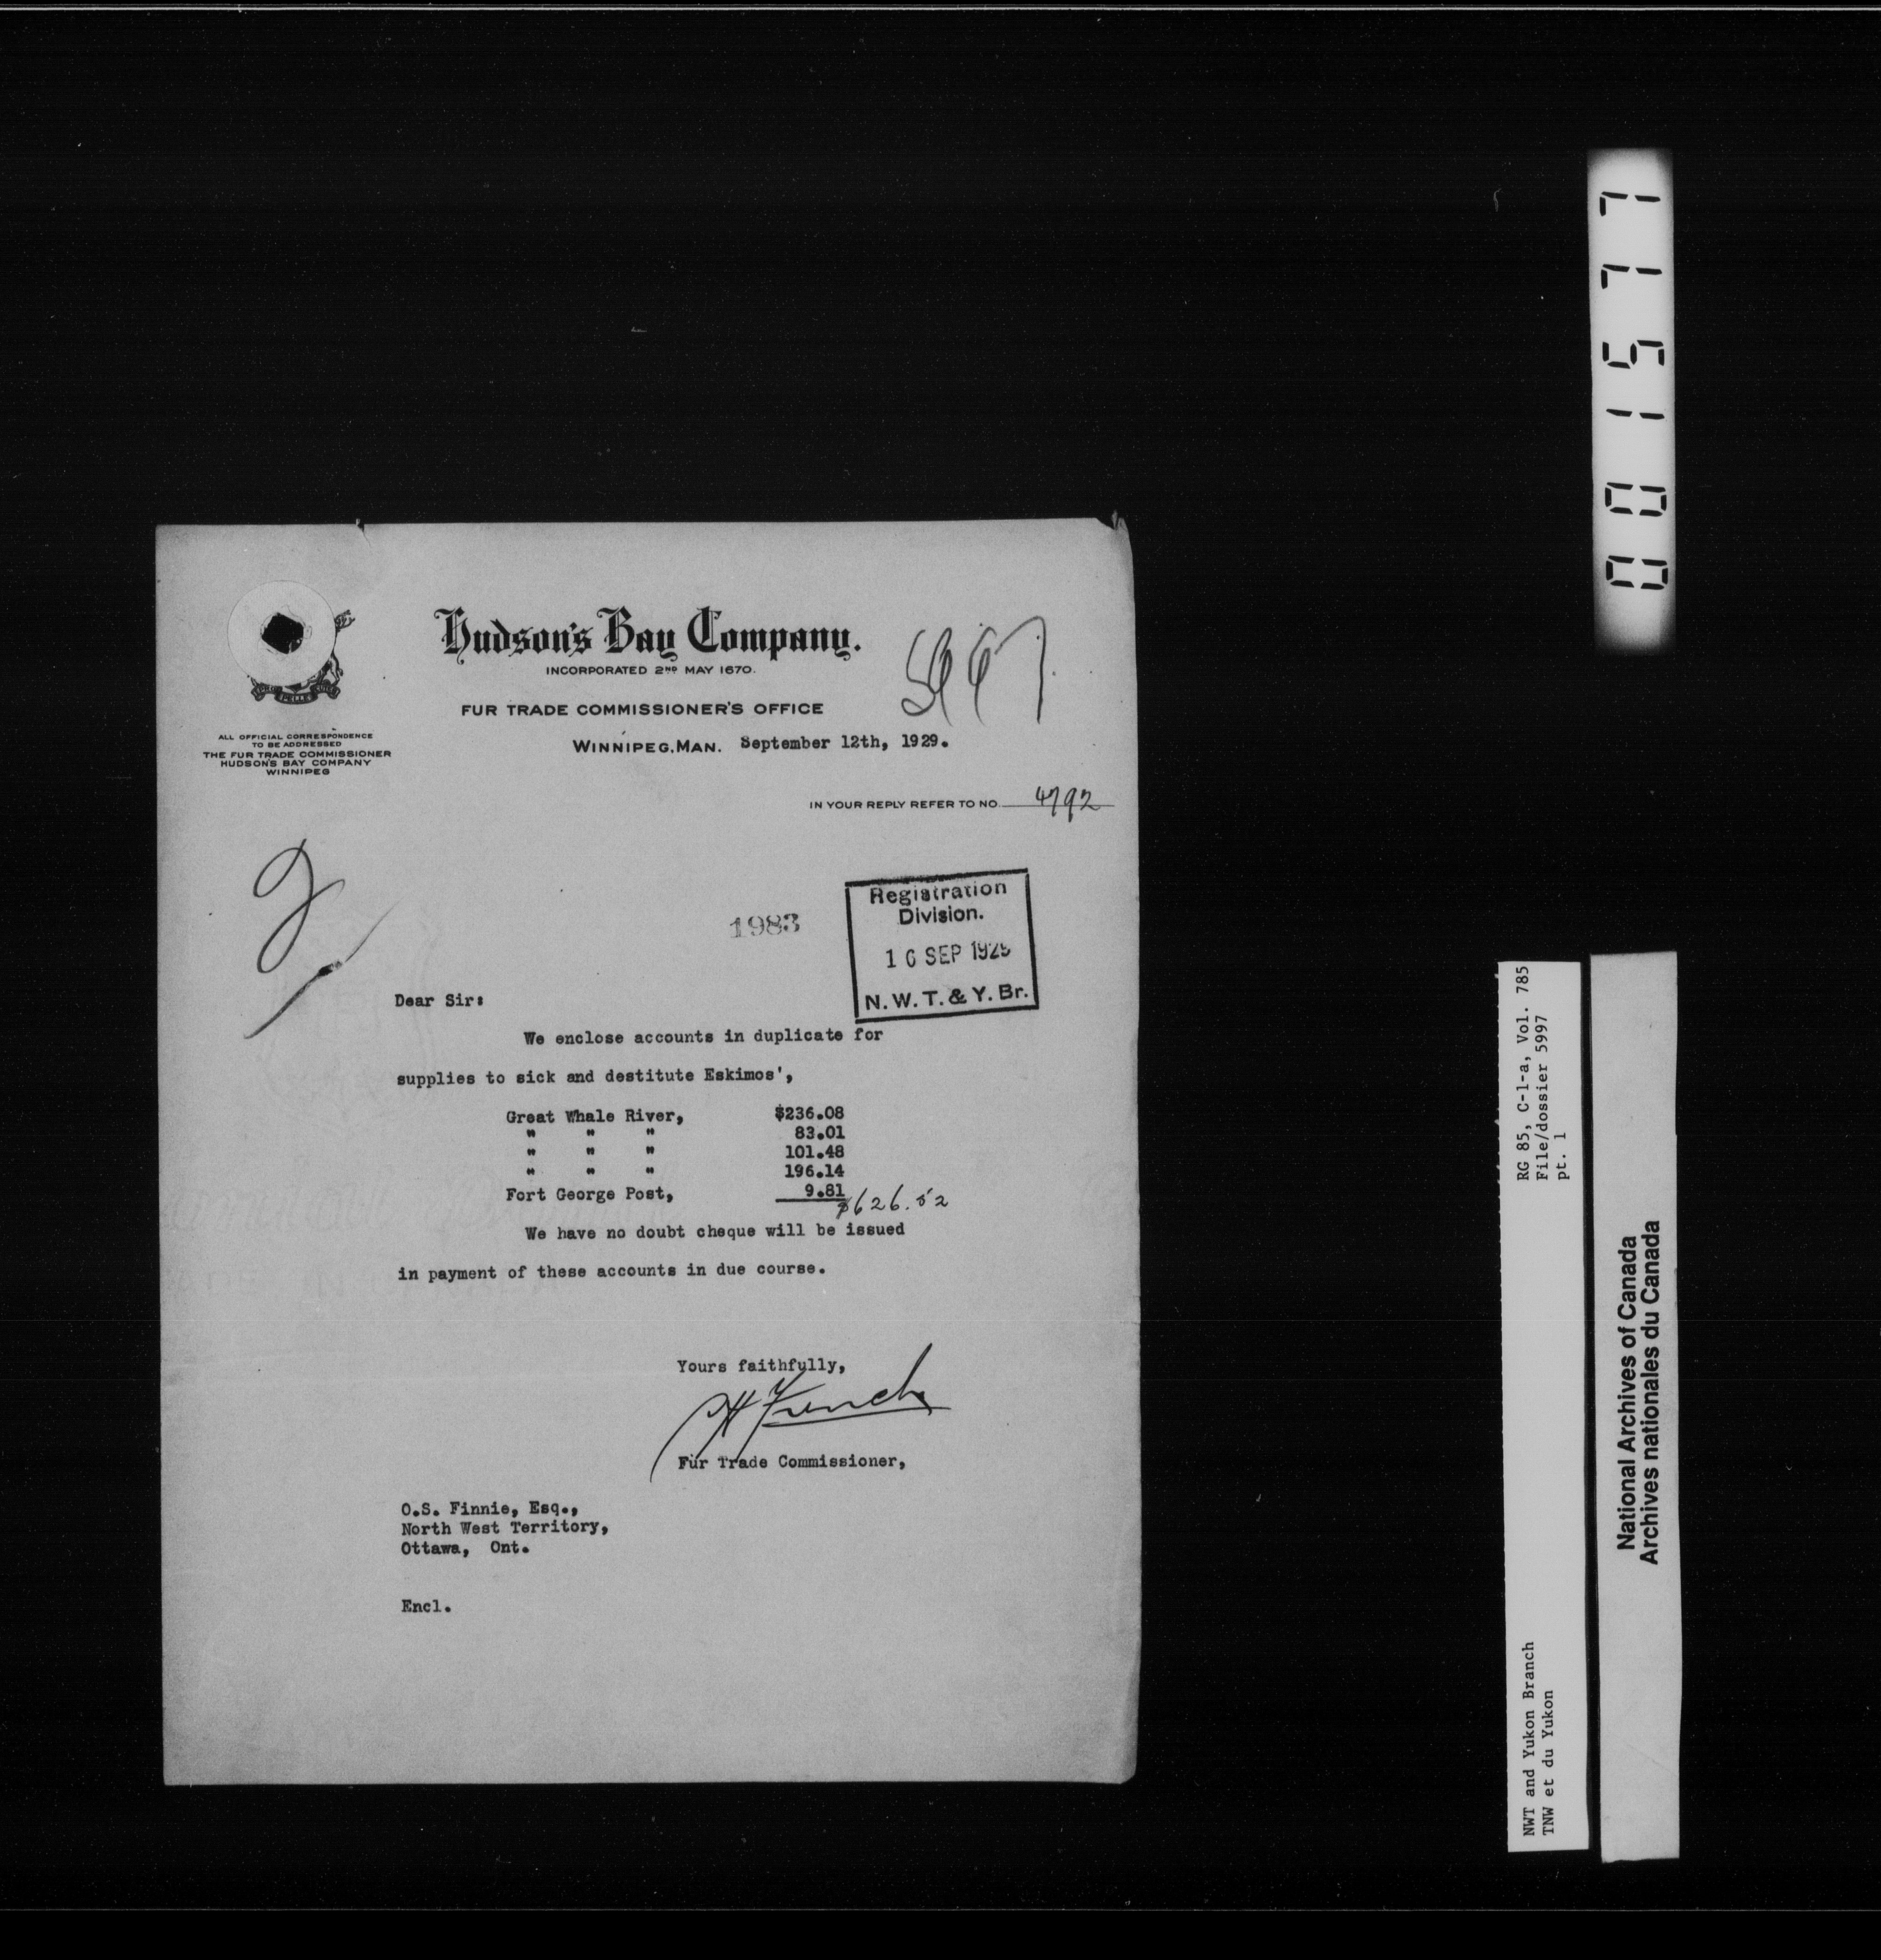 Hudson's Bay Company.
INCORPORATED 2ND MAY 1670.
FUR TRADE COMMISSIONER'S OFFICE
5997
PRO PELLE
ALL OFFICIAL CORRESPONDENCE
TO BE ADDRESSED
THE FUR TRADE COMMISSIONER
HUDSON'S BAY COMPANY
WINNIPEG
WINNIPEG, MAN. September 12th, 1929.
IN YOUR REPLY REFER TO NO. 4792
1983
Registration
Division.
16 SEP 1929
N. W. T. & Y. Br.
Dear Sir:
We enclose accounts in duplicate for
supplies to sick and destitute Eskimos',
Great Whale River, $236.08
" " " 83.01
" " " 101.48
" " " 196.14
Fort George Post, 9.81
$626.52
We have no doubt cheque will be issued
in payment of these accounts in due course.
Yours faithfully,
Fur Trade Commissioner,
O.S. Finnie, Esq.,
North West Territory,
Ottawa, Ont.
Encl.
001577
RG 85, C-1-a, Vol. 785
File/dossier 5997
pt. 1
NWT and Yukon Branch
TNW et du Yukon
National Archives of Canada
Archives nationales du Canada